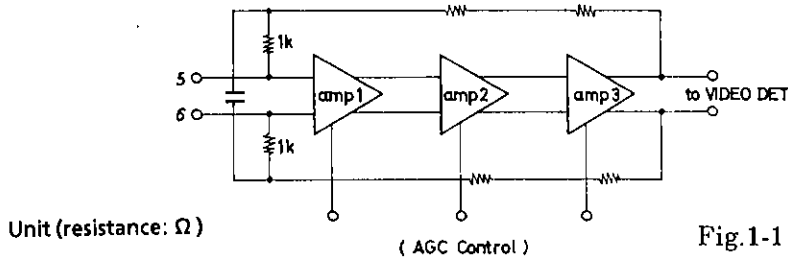 1k
5
amp1
amp2
amp3
to VIDEO DET
6
1k
Unit (resistance: Ω)
( AGC Control )
Fig.1-1